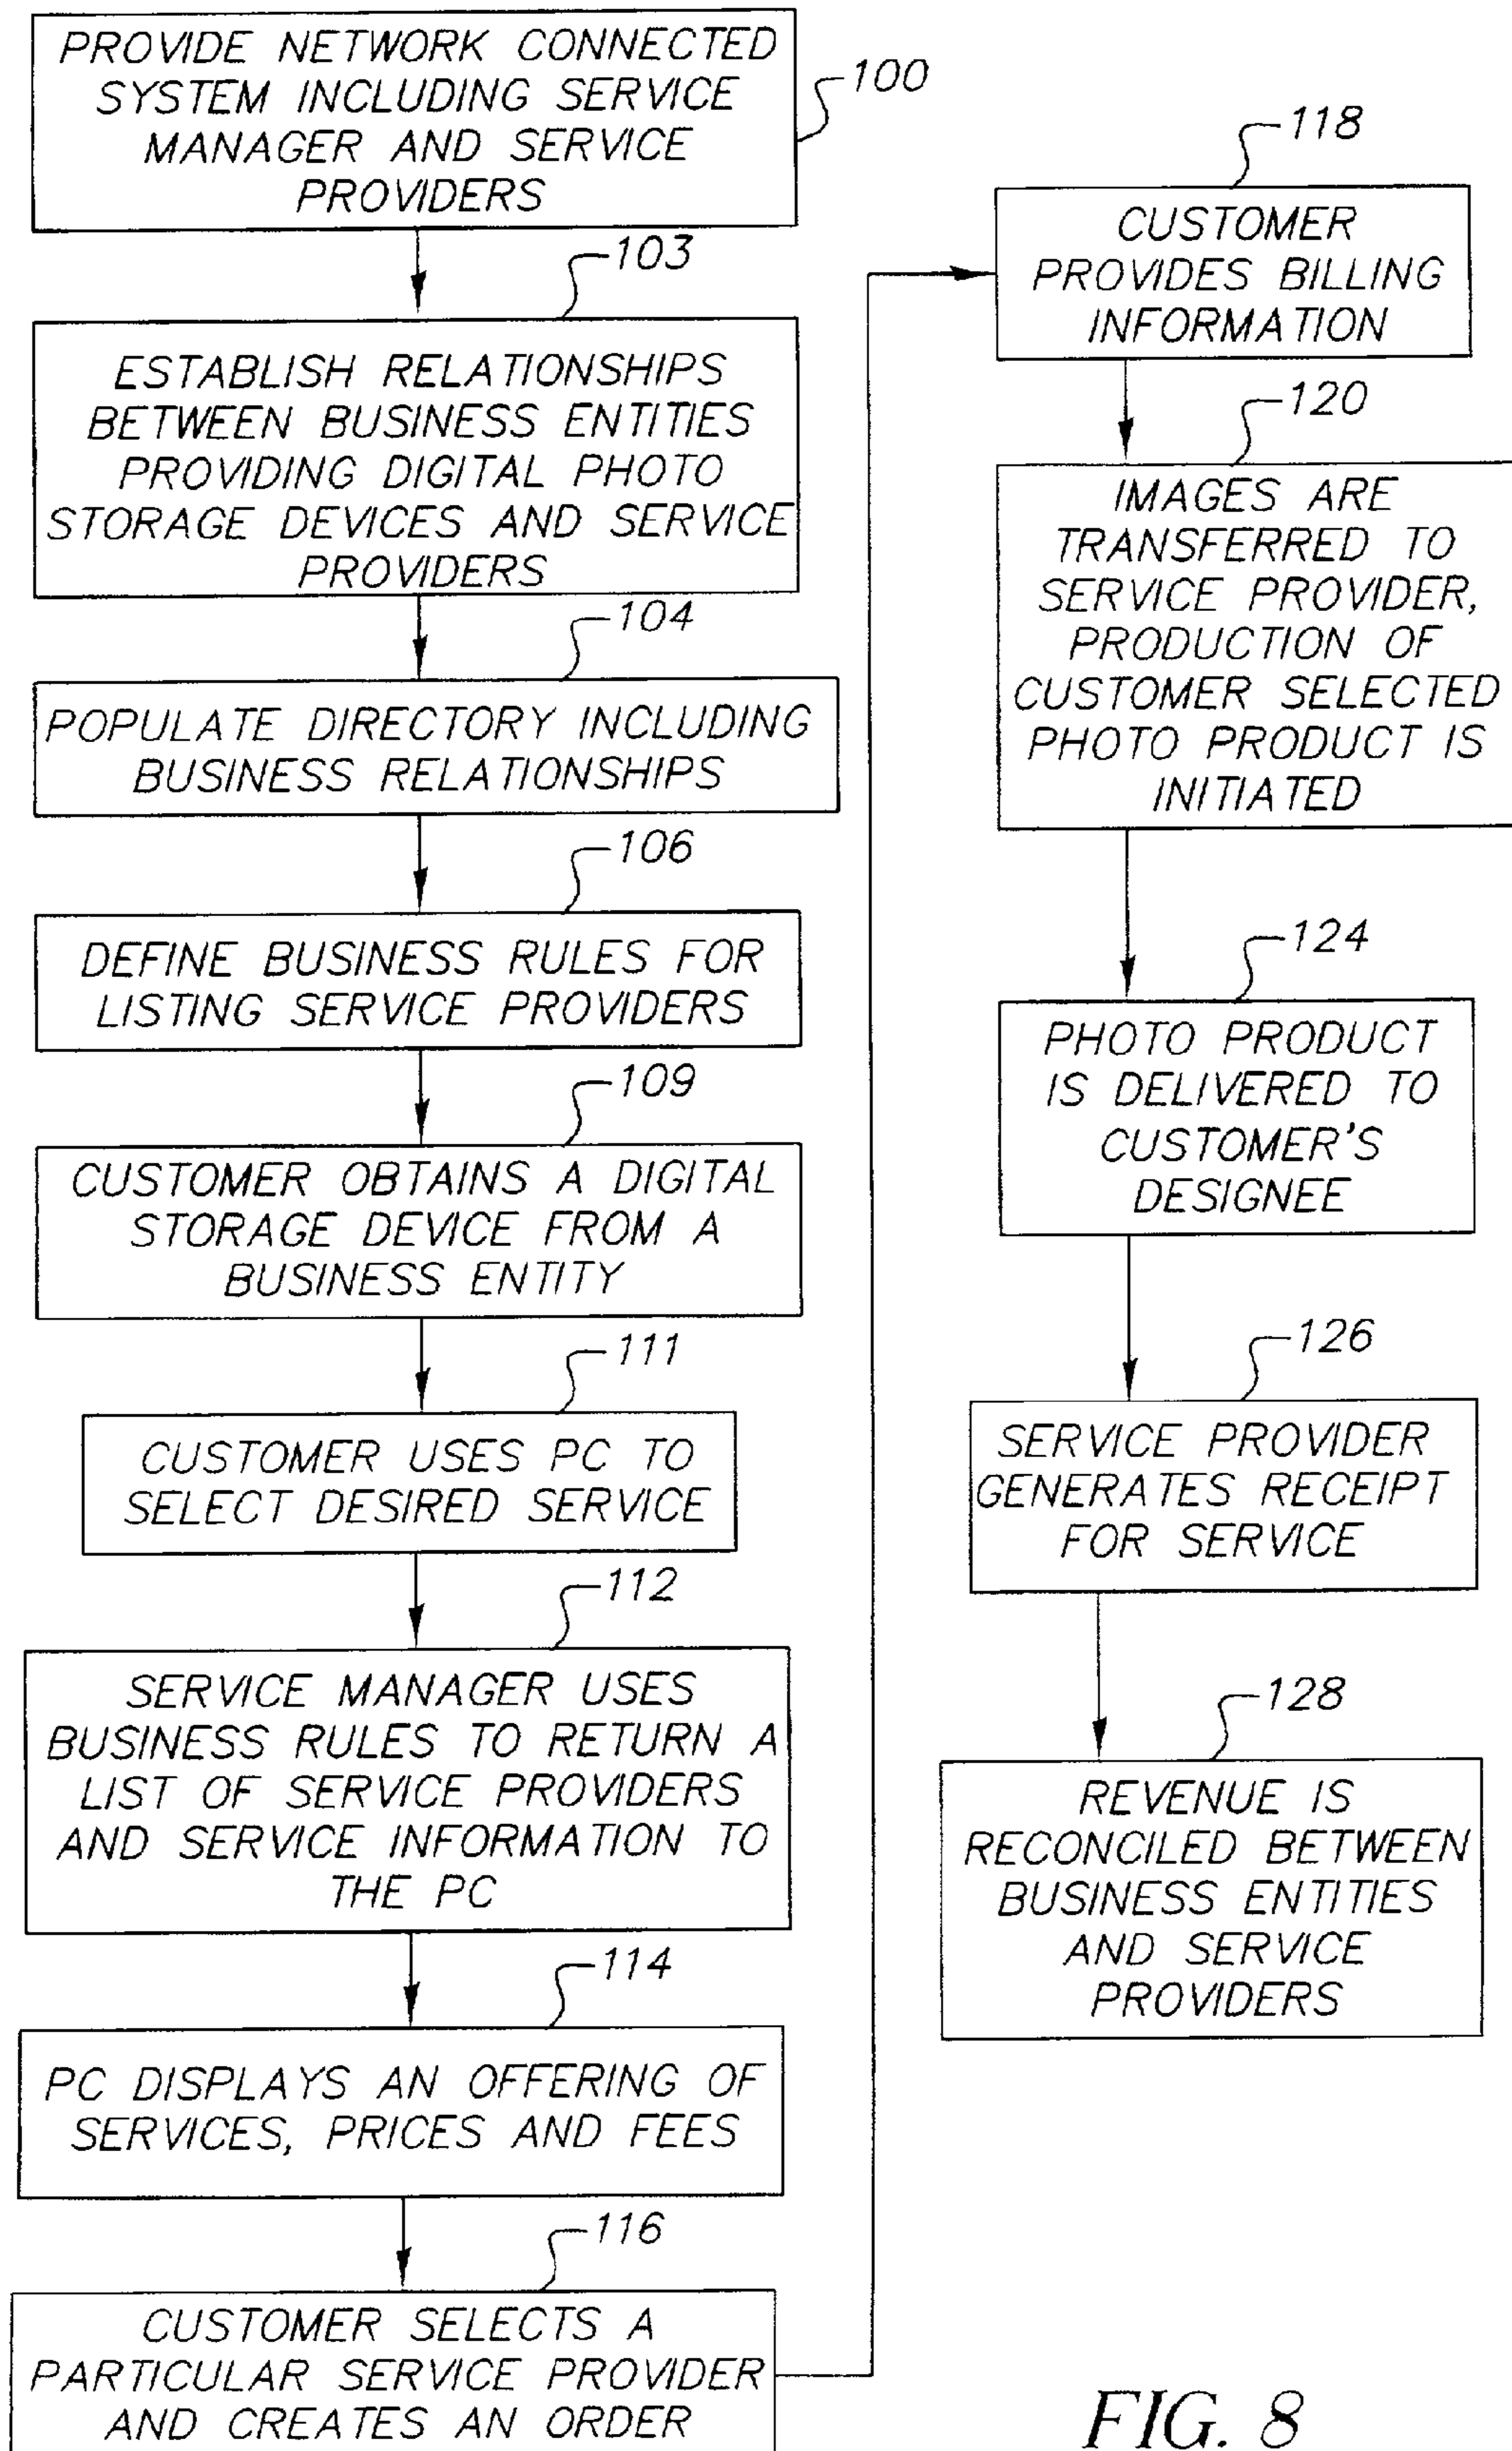 PROVIDE NETWORK CONNECTED
SYSTEM INCLUDING SERVICE
MANAGER AND SERVICE
PROVIDERS
100
103
ESTABLISH RELATIONSHIPS
BETWEEN BUSINESS ENTITIES
PROVIDING DIGITAL PHOTO
STORAGE DEVICES AND SERVICE
PROVIDERS
104
POPULATE DIRECTORY INCLUDING
BUSINESS RELATIONSHIPS
106
DEFINE BUSINESS RULES FOR
LISTING SERVICE PROVIDERS
109
CUSTOMER OBTAINS A DIGITAL
STORAGE DEVICE FROM A
BUSINESS ENTITY
111
CUSTOMER USES PC TO
SELECT DESIRED SERVICE
112
SERVICE MANAGER USES
BUSINESS RULES TO RETURN A
LIST OF SERVICE PROVIDERS
AND SERVICE INFORMATION TO
THE PC
114
PC DISPLAYS AN OFFERING OF
SERVICES, PRICES AND FEES
116
CUSTOMER SELECTS A
PARTICULAR SERVICE PROVIDER
AND CREATES AN ORDER
118
CUSTOMER
PROVIDES BILLING
INFORMATION
120
IMAGES ARE
TRANSFERRED TO
SERVICE PROVIDER,
PRODUCTION OF
CUSTOMER SELECTED
PHOTO PRODUCT IS
INITIATED
124
PHOTO PRODUCT
IS DELIVERED TO
CUSTOMER'S
DESIGNEE
126
SERVICE PROVIDER
GENERATES RECEIPT
FOR SERVICE
128
REVENUE IS
RECONCILED BETWEEN
BUSINESS ENTITIES
AND SERVICE
PROVIDERS
FIG. 8